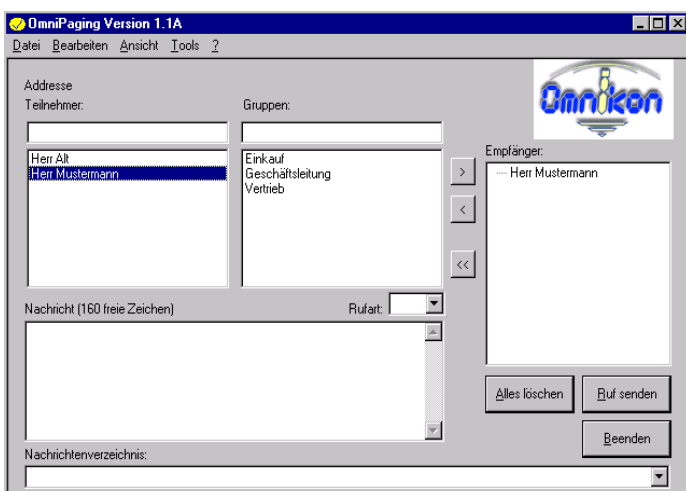 OmniPaging Version 1.1A
Datei Bearbeiten Ansicht Tools ?
Omnikon
Addresse
Teilnehmer:
Gruppen:
Herr Alt
Herr Mustermann
Einkauf
Geschäftsleitung
Vertrieb
>
<
<<
Empfänger:
Herr Mustermann
Nachricht (160 freie Zeichen)
Rufart:
Alles löschen
Ruf senden
Beenden
Nachrichtenverzeichnis: